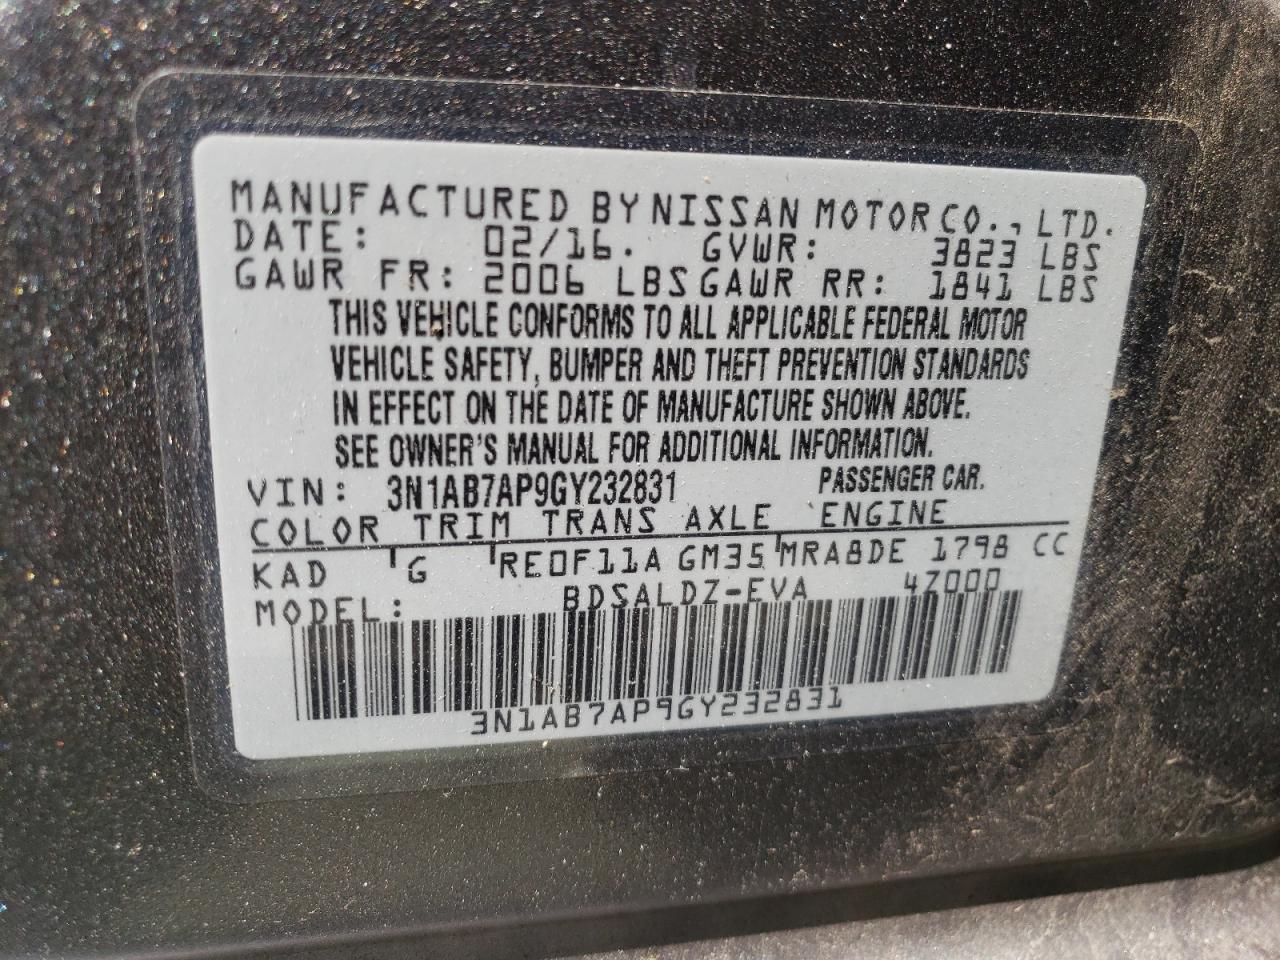 MANUFACTURED BY NISSAN MOTOR CO., LTD.
DATE: 02/16. GVWR: 3823 LBS
GAWR FR: 2006 LBS GAWR RR: 1841 LBS
THIS VEHICLE CONFORMS TO ALL APPLICABLE FEDERAL MOTOR
VEHICLE SAFETY, BUMPER AND THEFT PREVENTION STANDARDS
IN EFFECT ON THE DATE OF MANUFACTURE SHOWN ABOVE.
SEE OWNER'S MANUAL FOR ADDITIONAL INFORMATION.
VIN: 3N1AB7AP9GY232831 PASSENGER CAR.
COLOR TRIM TRANS AXLE ENGINE
KAD G RE0F11A GM35 MRA8DE 1798 CC
MODEL: BDSALDZ-EVA 4Z000
3N1AB7AP9GY232831